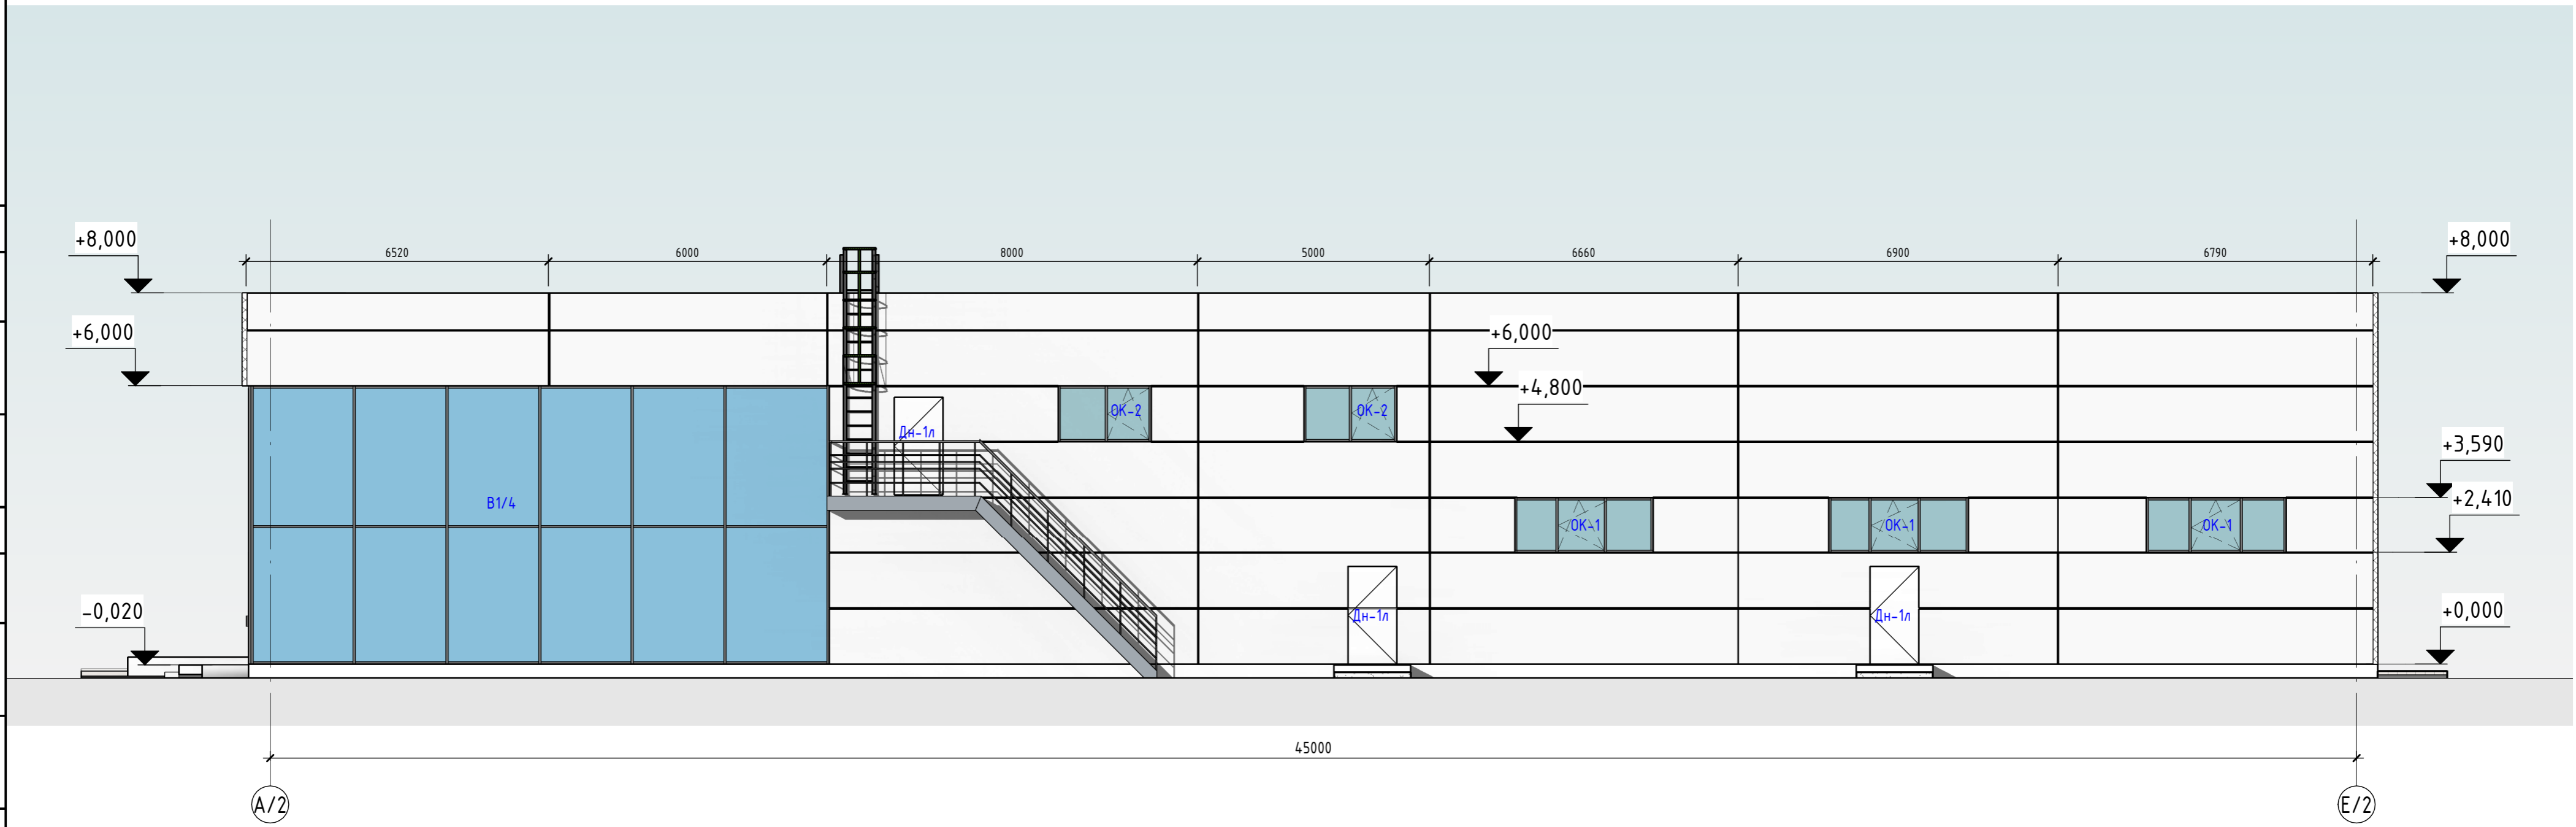 +8,000
6520
6000
8000
5000
6660
6900
6790
+8,000
+6,000
+6,000
+4,800
ОК-2
ОК-2
Дн-1л
+3,590
В1/4
+2,410
ОК-1
ОК-1
ОК-1
-0,020
Дн-1л
Дн-1л
+0,000
45000
А/2
Е/2